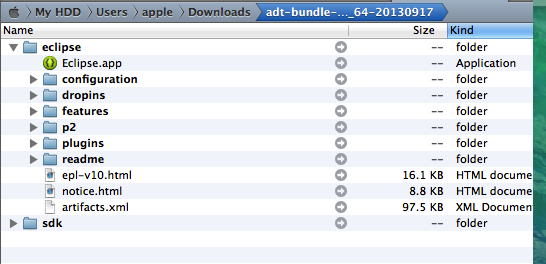 My HDD Users apple Downloads adt-bundle-..._64-20130917
Name Size Kind
eclipse -- folder
Eclipse.app -- Application
configuration -- folder
dropins -- folder
features -- folder
p2 -- folder
plugins -- folder
readme -- folder
epl-v10.html 16.1 KB HTML docume
notice.html 8.8 KB HTML docume
artifacts.xml 97.5 KB XML Documen
sdk -- folder